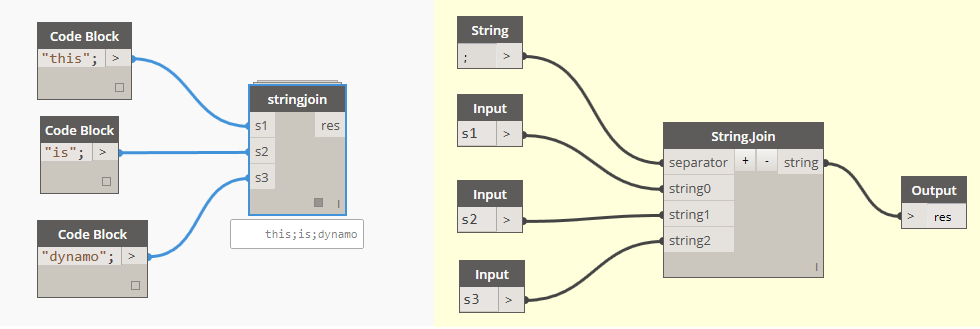 Code Block
"this"; >
Code Block
"is"; >
Code Block
"dynamo"; >
stringjoin
s1 res
s2
s3
this;is;dynamo
String
; >
Input
s1 >
Input
s2 >
Input
s3 >
String.Join
separator + - string
string0
string1
string2
Output
> res